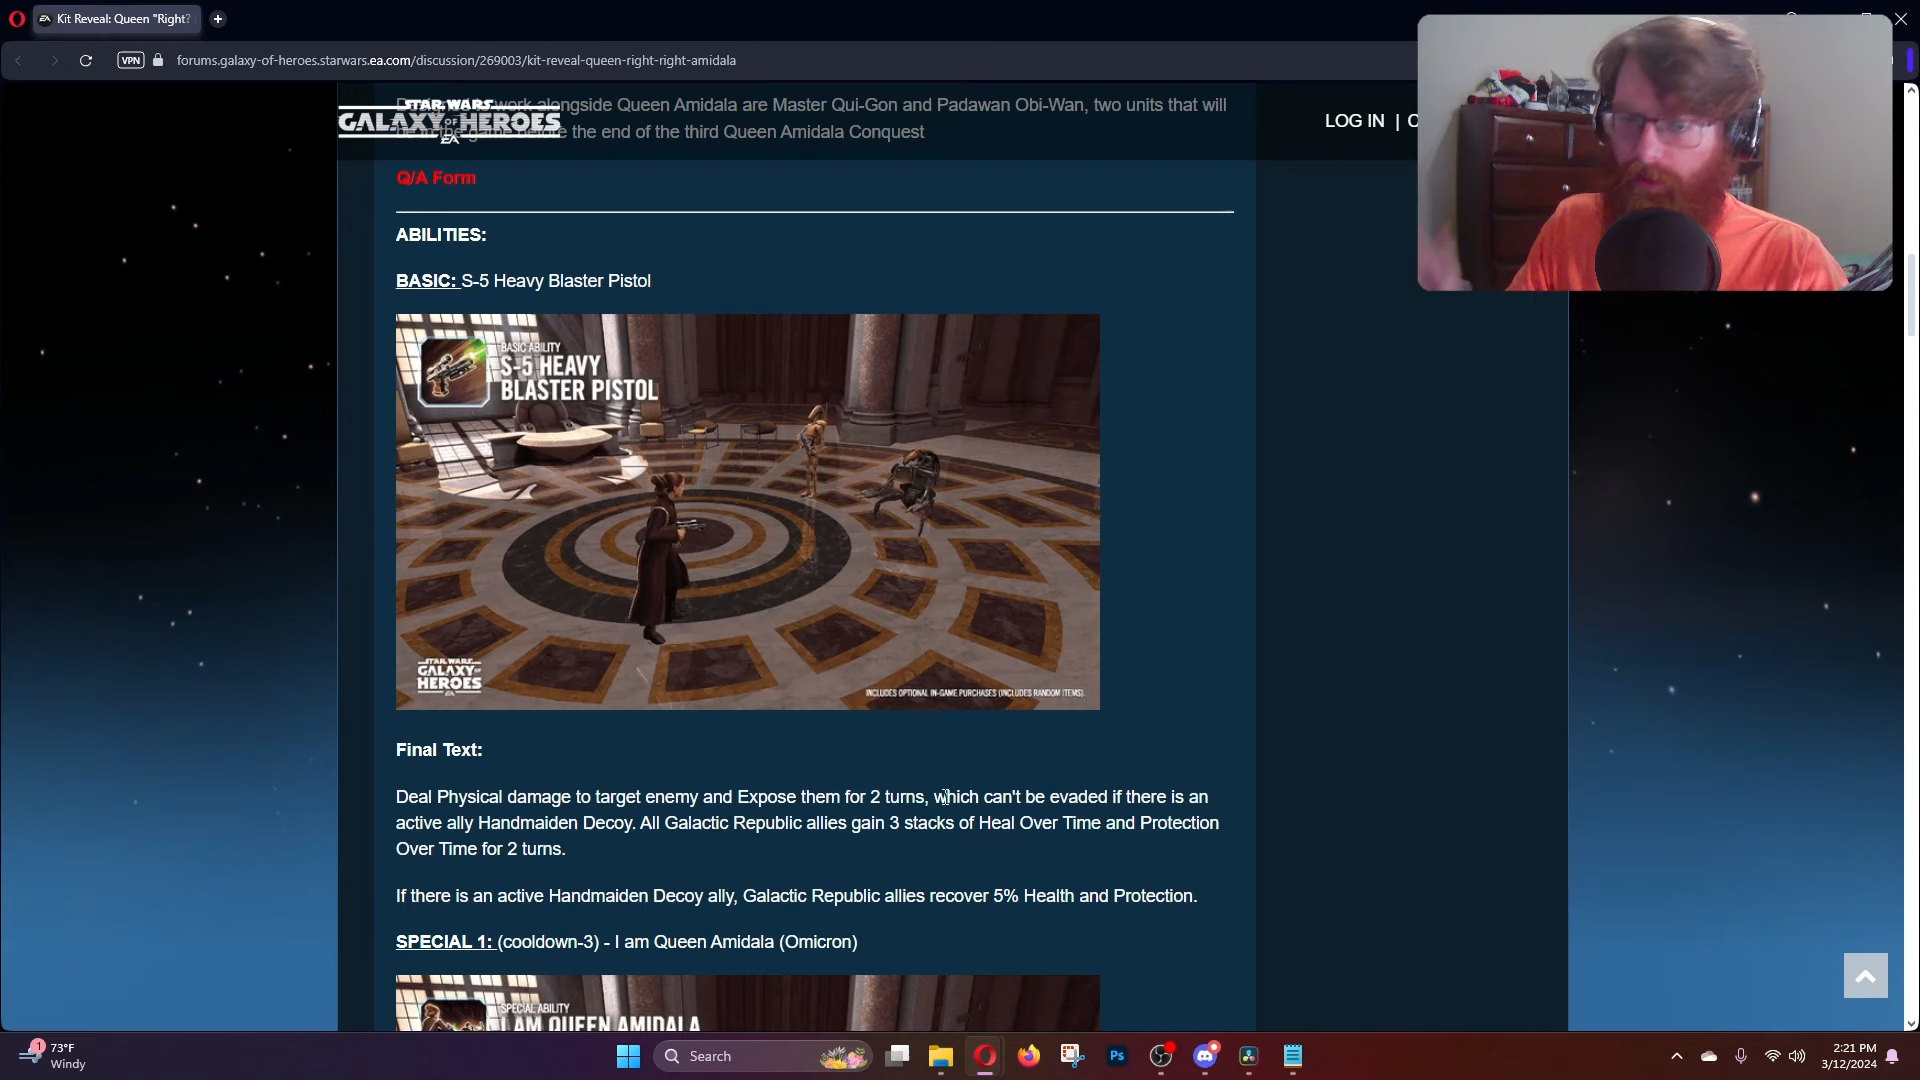 Kit Reveal: Queen "Right?
VPN
forums.galaxy-of-heroes.starwars.ea.com/discussion/269003/kit-reveal-queen-right-right-amidala
work alongside Queen Amidala are Master Qui-Gon and Padawan Obi-Wan, two units that will
STAR WARS
GALAXY OF HEROES
EA
the end of the third Queen Amidala Conquest
LOG IN |
Q/A Form
ABILITIES:
BASIC: S-5 Heavy Blaster Pistol
BASIC ABILITY
S-5 HEAVY
BLASTER PISTOL
STAR WARS
GALAXY OF
HEROES
EA
INCLUDES OPTIONAL IN-GAME PURCHASES (INCLUDES RANDOM ITEMS).
Final Text:
Deal Physical damage to target enemy and Expose them for 2 turns, which can't be evaded if there is an
active ally Handmaiden Decoy. All Galactic Republic allies gain 3 stacks of Heal Over Time and Protection
Over Time for 2 turns.
If there is an active Handmaiden Decoy ally, Galactic Republic allies recover 5% Health and Protection.
SPECIAL 1: (cooldown-3) - I am Queen Amidala (Omicron)
SPECIAL ABILITY
I AM QUEEN AMIDALA
1
73°F
Windy
Search
Ps
2:21 PM
3/12/2024